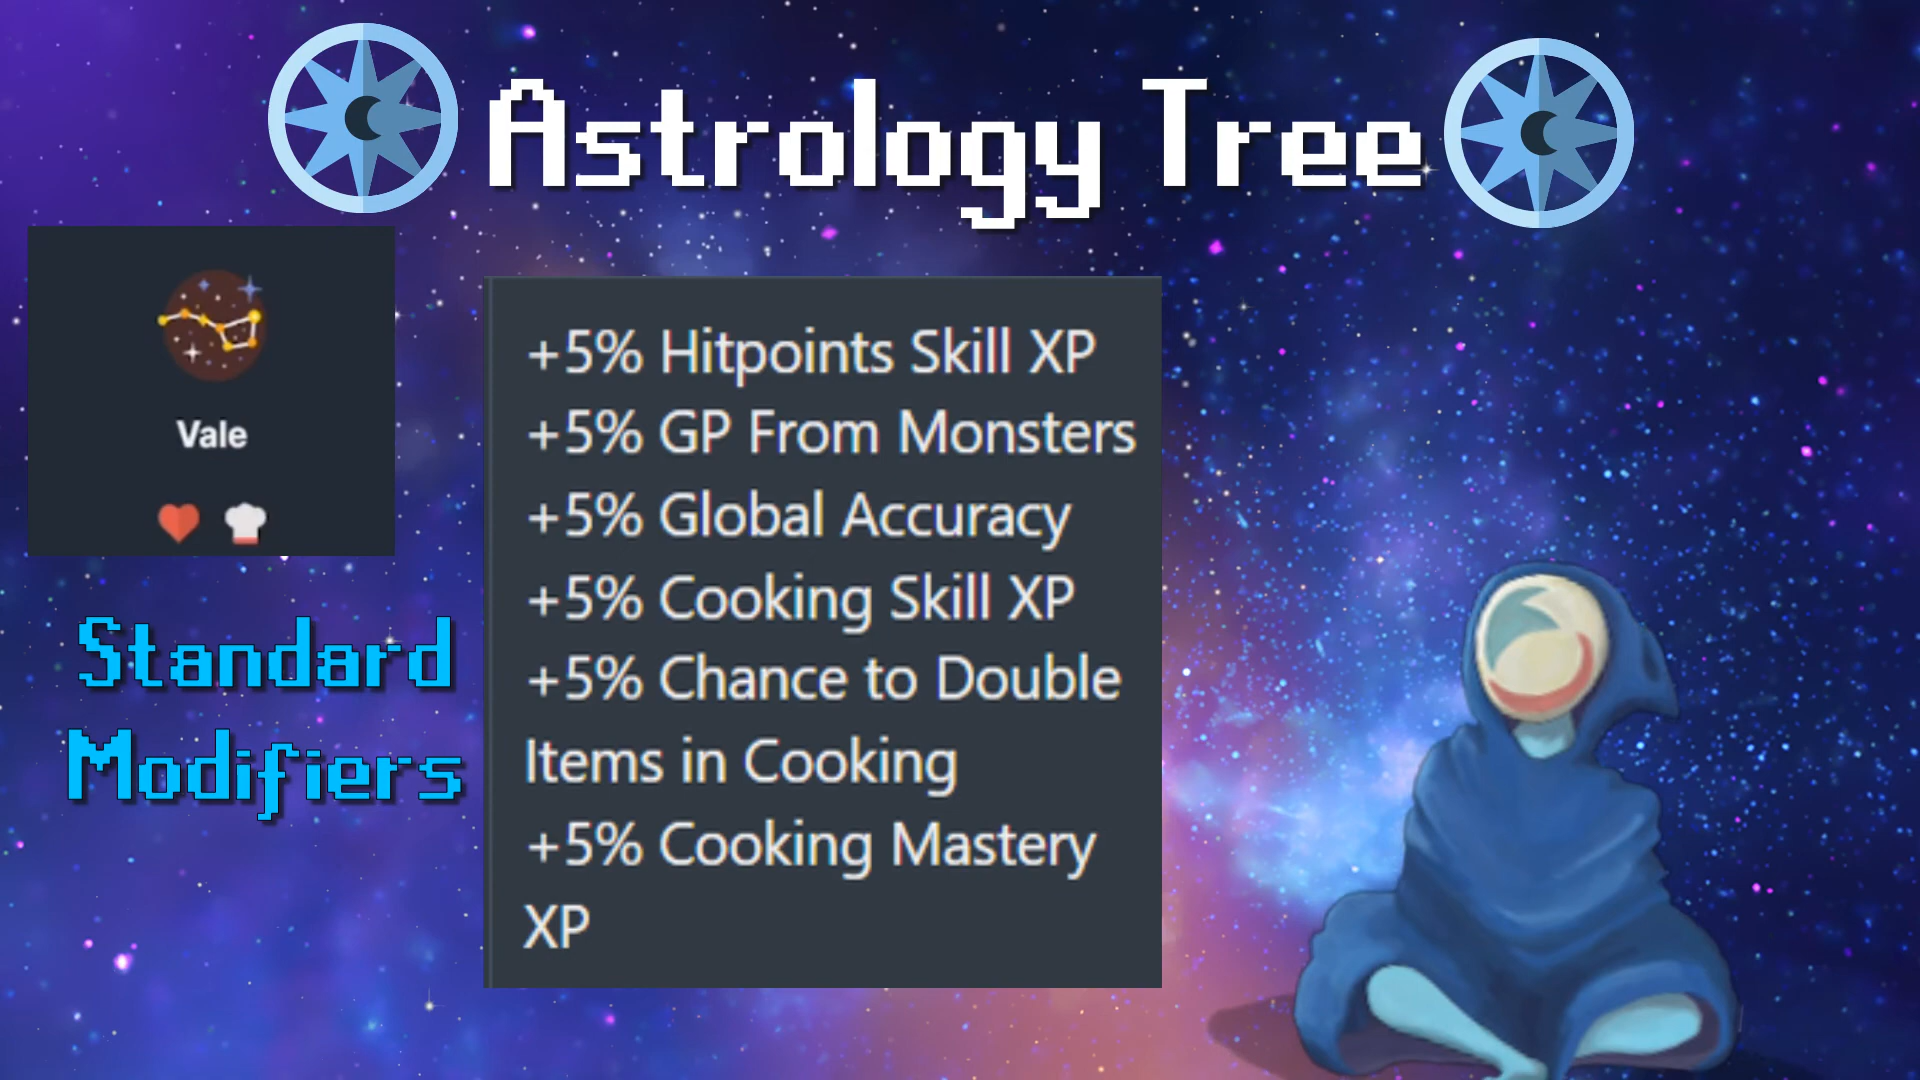 Astrology Tree
Vale
Standard
Modifiers
+5% Hitpoints Skill XP
+5% GP From Monsters
+5% Global Accuracy
+5% Cooking Skill XP
+5% Chance to Double
Items in Cooking
+5% Cooking Mastery
XP